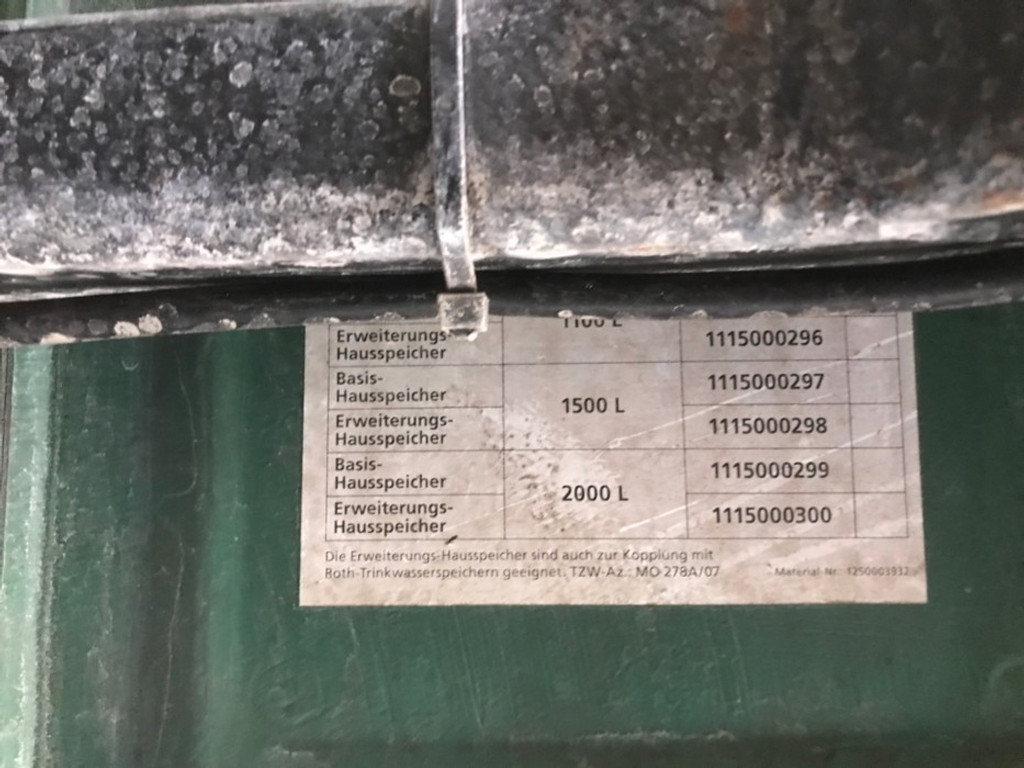 1100 L
Erweiterungs-
Hausspeicher
1115000296
Basis-
Hausspeicher
1500 L
1115000297
Erweiterungs-
Hausspeicher
1115000298
Basis-
Hausspeicher
2000 L
1115000299
Erweiterungs-
Hausspeicher
1115000300
Die Erweiterungs-Hausspeicher sind auch zur Kopplung mit
Roth-Trinkwasserspeichern geeignet. TZW-Az.: MO 278A/07
Material-Nr. 1250003932